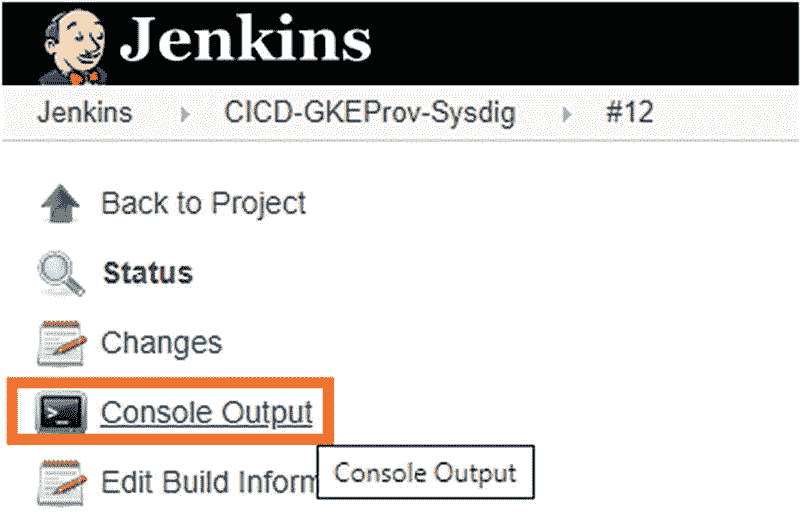 Jenkins
Jenkins CICD-GKEProv-Sysdig #12
Back to Project
Status
Changes
Console Output
Edit Build Inform
Console Output